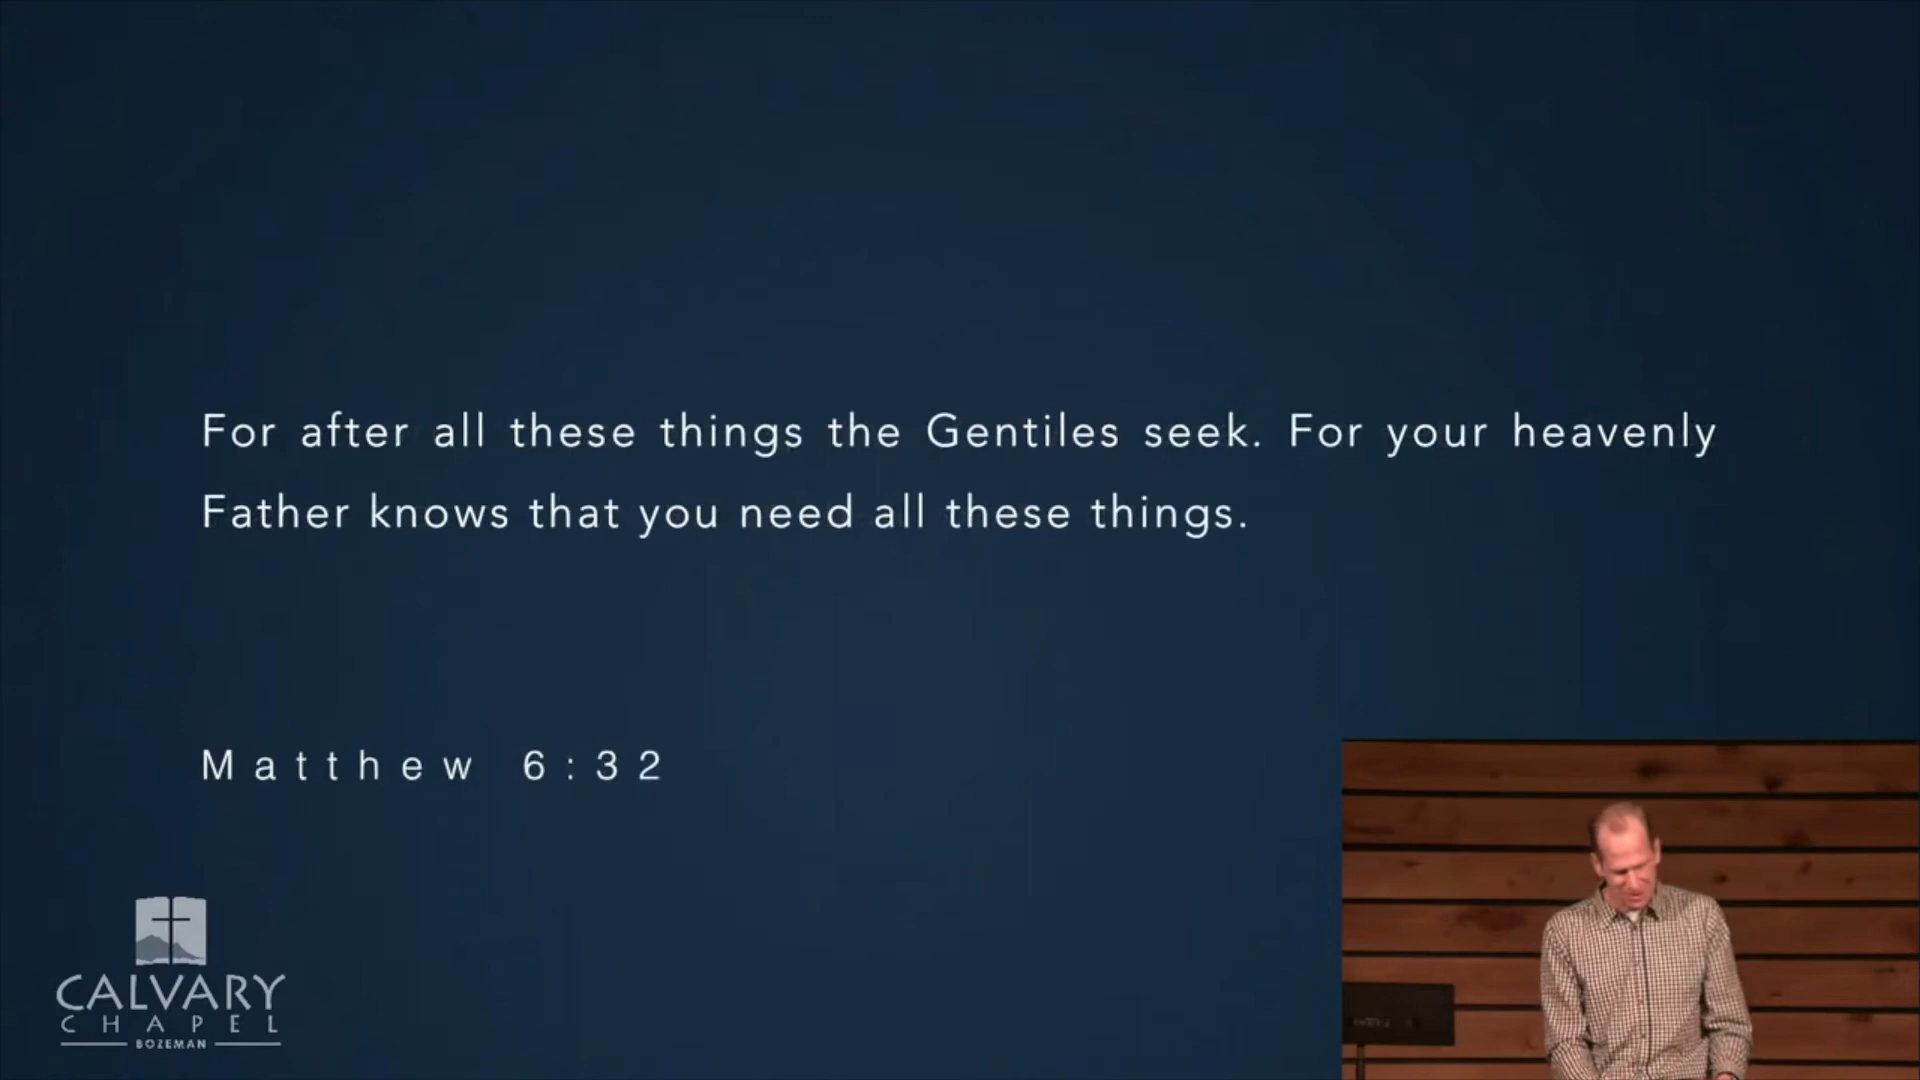 For after all these things the Gentiles seek. For your heavenly
Father knows that you need all these things.
Matthew 6:32
CALVARY
CHAPEL
BOZEMAN